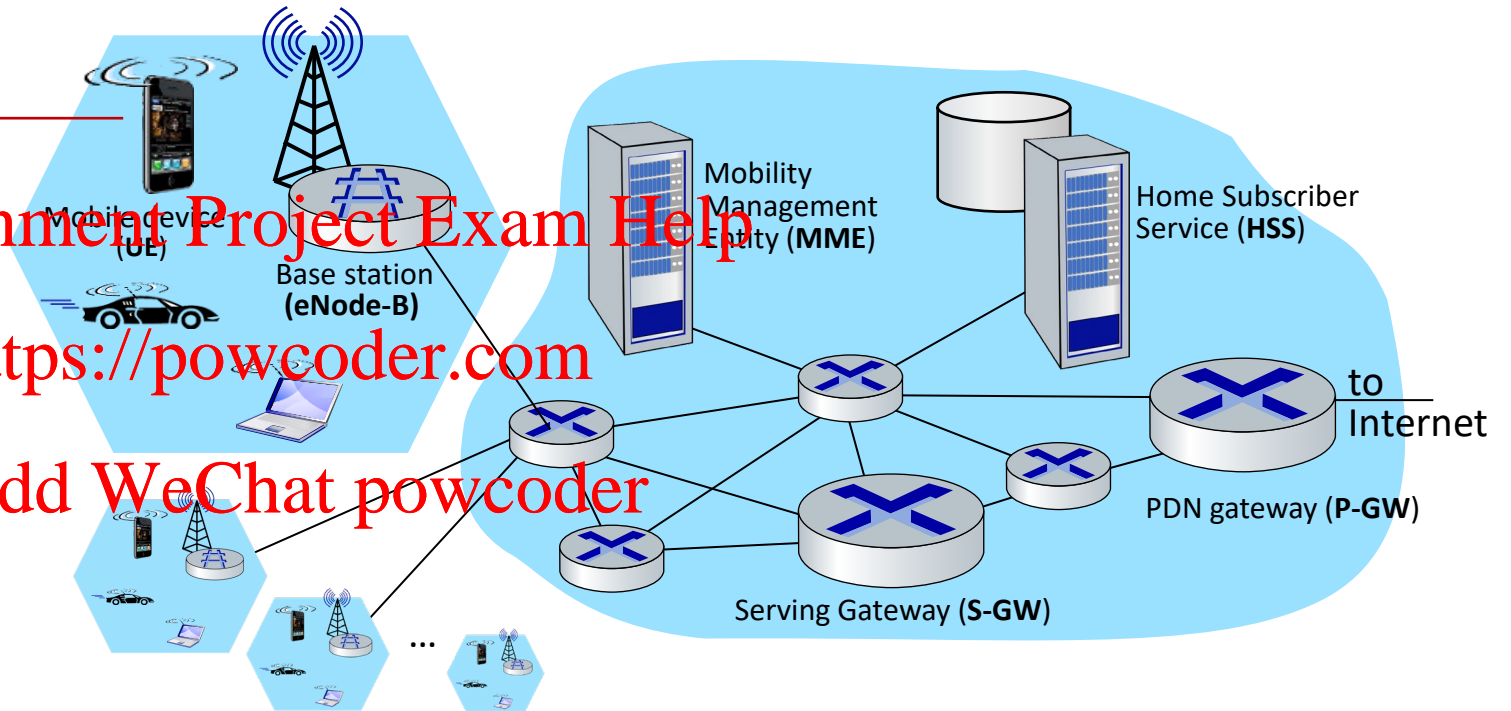 Mobile device
(UE)
Base station
(eNode-B)
Mobility
Management
Entity (MME)
Home Subscriber
Service (HSS)
to
Internet
PDN gateway (P-GW)
Serving Gateway (S-GW)
...
nment Project Exam Help
tps://powcoder.com
dd WeChat powcoder